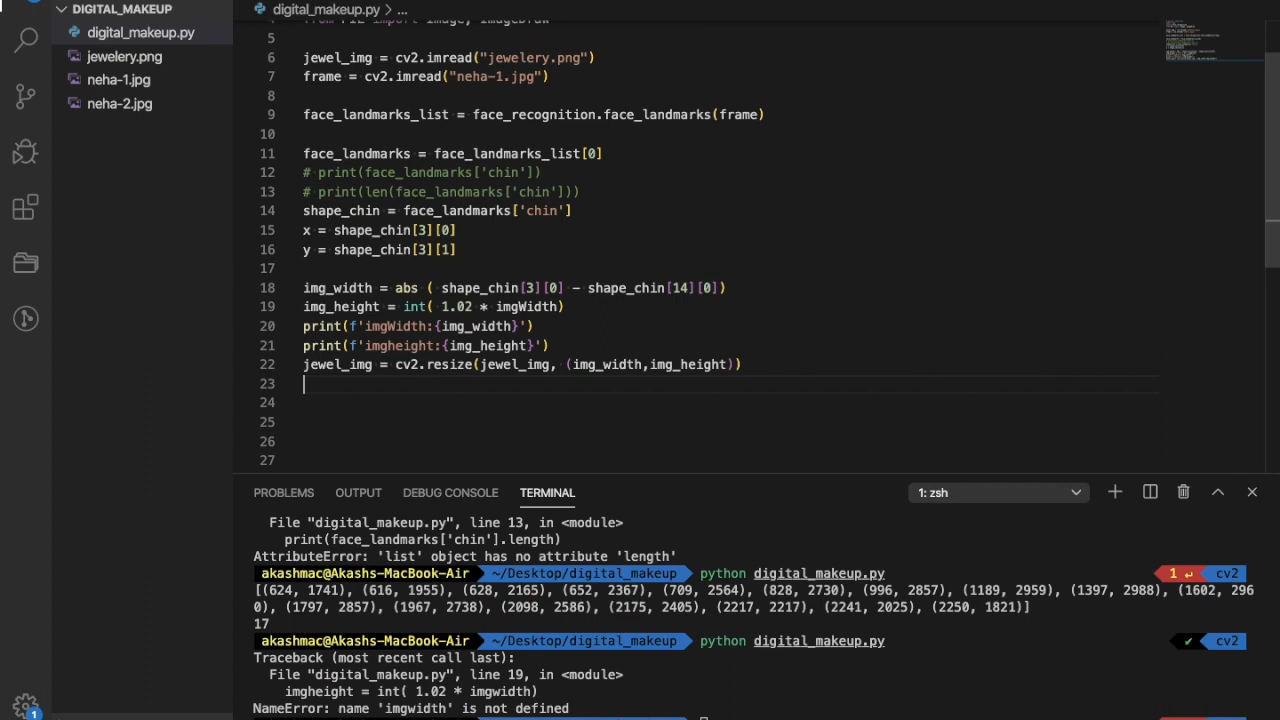 DIGITAL_MAKEUP
digital_makeup.py
jewelery.png
neha-1.jpg
neha-2.jpg
1
digital_makeup.py > ...
from PIL import Image, ImageDraw
5
6 jewel_img = cv2.imread("jewelery.png")
7 frame = cv2.imread("neha-1.jpg")
8
9 face_landmarks_list = face_recognition.face_landmarks(frame)
10
11 face_landmarks = face_landmarks_list[0]
12 # print(face_landmarks['chin'])
13 # print(len(face_landmarks['chin']))
14 shape_chin = face_landmarks['chin']
15 x = shape_chin[3][0]
16 y = shape_chin[3][1]
17
18 img_width = abs ( shape_chin[3][0] - shape_chin[14][0])
19 img_height = int( 1.02 * imgWidth)
20 print(f'imgWidth:{img_width}')
21 print(f'imgheight:{img_height}')
22 jewel_img = cv2.resize(jewel_img, (img_width,img_height))
23
24
25
26
27
PROBLEMS OUTPUT DEBUG CONSOLE TERMINAL 1: zsh
File "digital_makeup.py", line 13, in <module>
print(face_landmarks['chin'].length)
AttributeError: 'list' object has no attribute 'length'
akashmac@Akashs-MacBook-Air ~/Desktop/digital_makeup python digital_makeup.py 1 ↵ cv2
[(624, 1741), (616, 1955), (628, 2165), (652, 2367), (709, 2564), (828, 2730), (996, 2857), (1189, 2959), (1397, 2988), (1602, 296
0), (1797, 2857), (1967, 2738), (2098, 2586), (2175, 2405), (2217, 2217), (2241, 2025), (2250, 1821)]
17
akashmac@Akashs-MacBook-Air ~/Desktop/digital_makeup python digital_makeup.py ✔ cv2
Traceback (most recent call last):
File "digital_makeup.py", line 19, in <module>
imgheight = int( 1.02 * imgwidth)
NameError: name 'imgwidth' is not defined